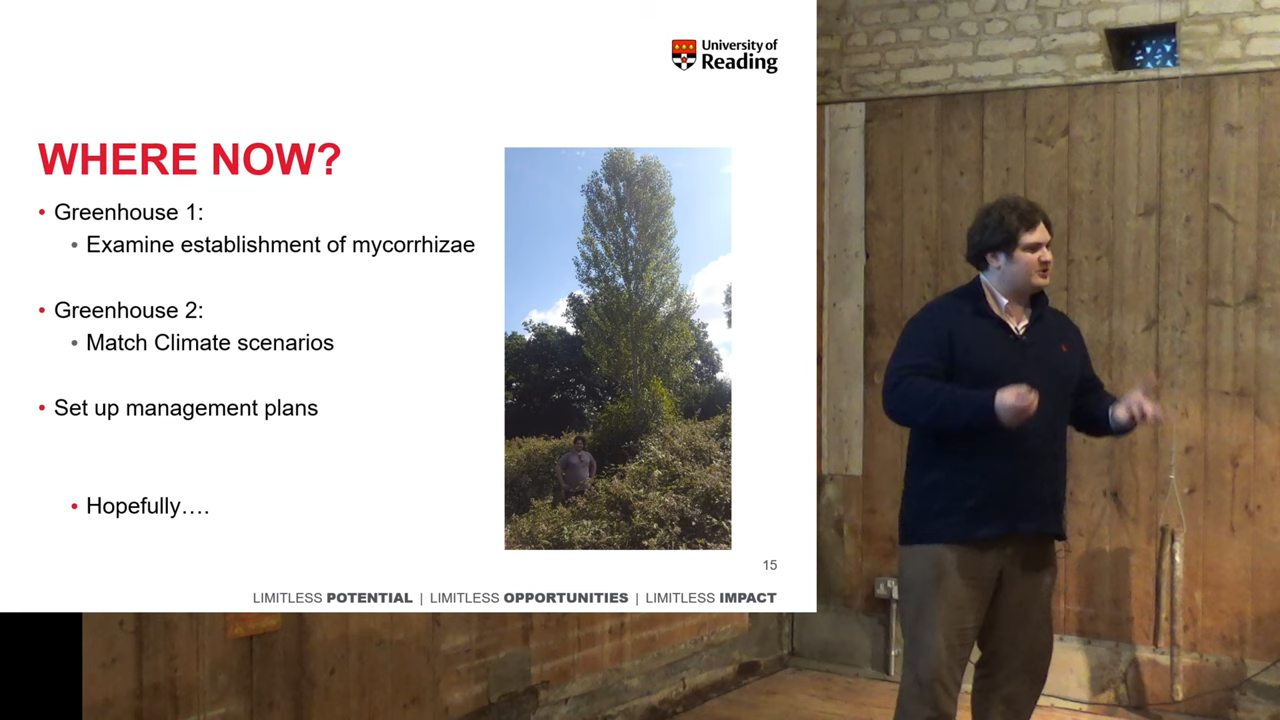 University of
Reading
WHERE NOW?
• Greenhouse 1:
• Examine establishment of mycorrhizae
• Greenhouse 2:
• Match Climate scenarios
• Set up management plans
• Hopefully….
15
LIMITLESS POTENTIAL | LIMITLESS OPPORTUNITIES | LIMITLESS IMPACT